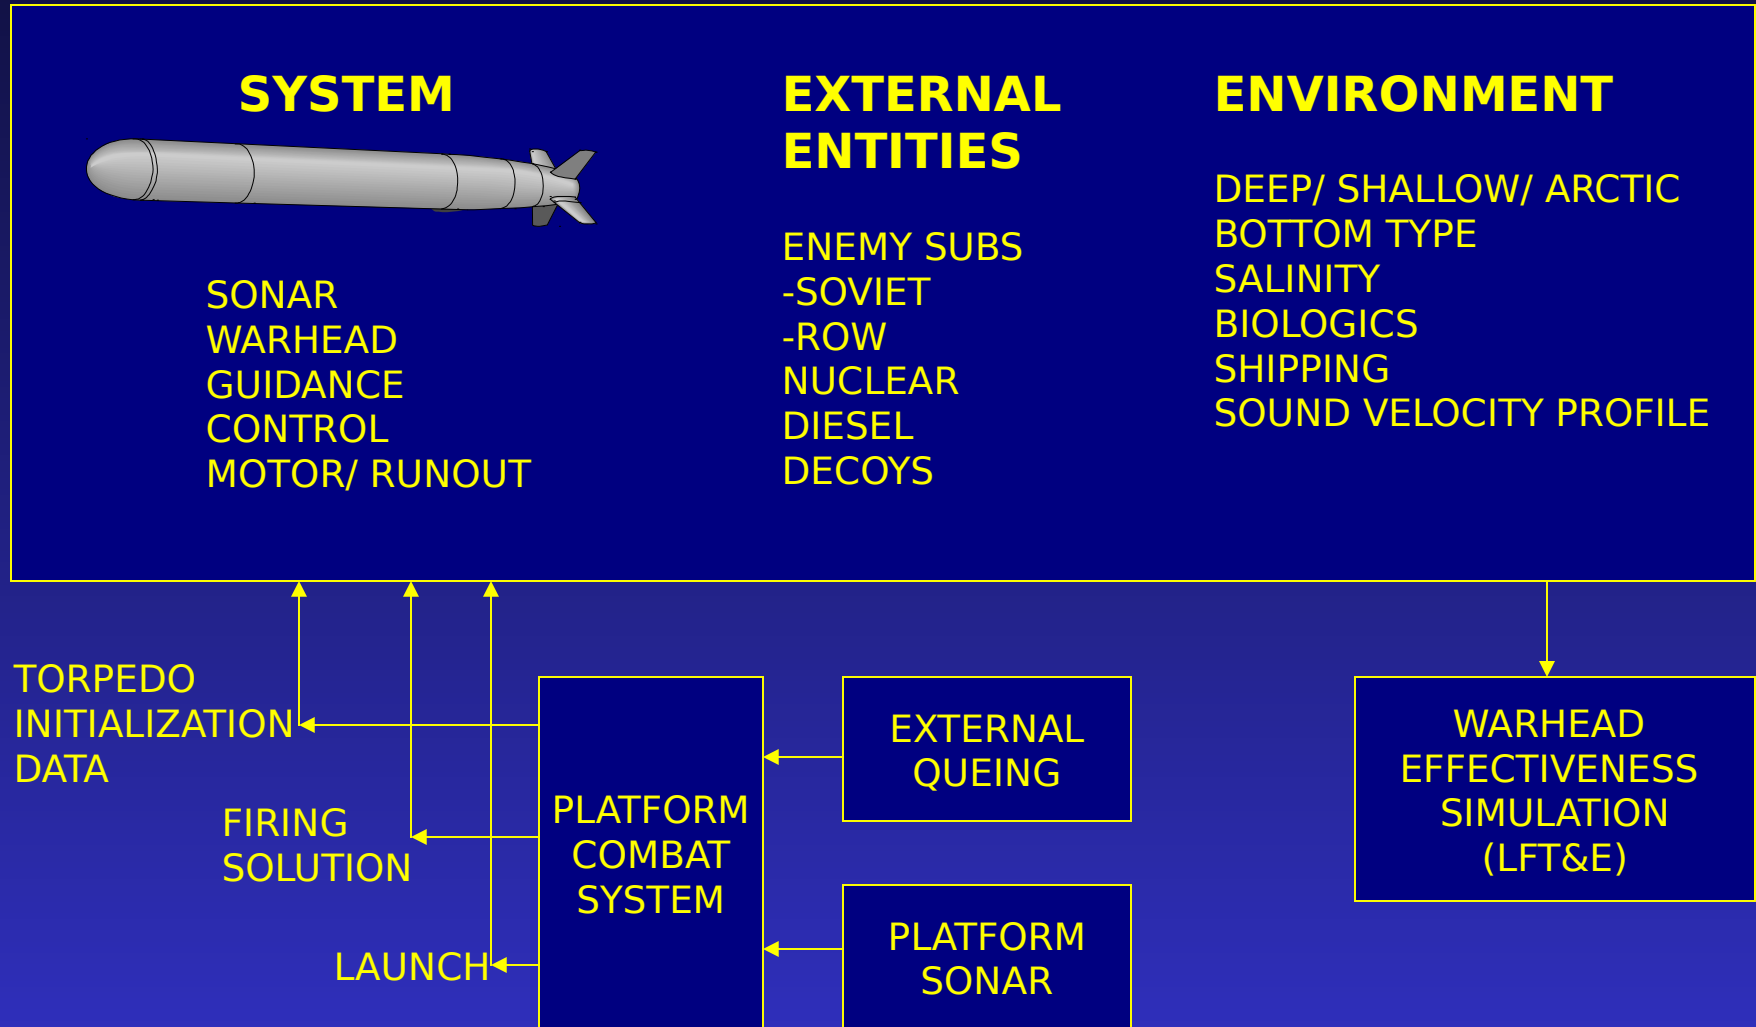 SYSTEM
SONAR
WARHEAD
GUIDANCE
CONTROL
MOTOR/ RUNOUT
EXTERNAL
ENTITIES
ENEMY SUBS
-SOVIET
-ROW
NUCLEAR
DIESEL
DECOYS
ENVIRONMENT
DEEP/ SHALLOW/ ARCTIC
BOTTOM TYPE
SALINITY
BIOLOGICS
SHIPPING
SOUND VELOCITY PROFILE
TORPEDO
INITIALIZATION
DATA
FIRING
SOLUTION
LAUNCH
PLATFORM
COMBAT
SYSTEM
EXTERNAL
QUEING
PLATFORM
SONAR
WARHEAD
EFFECTIVENESS
SIMULATION
(LFT&E)